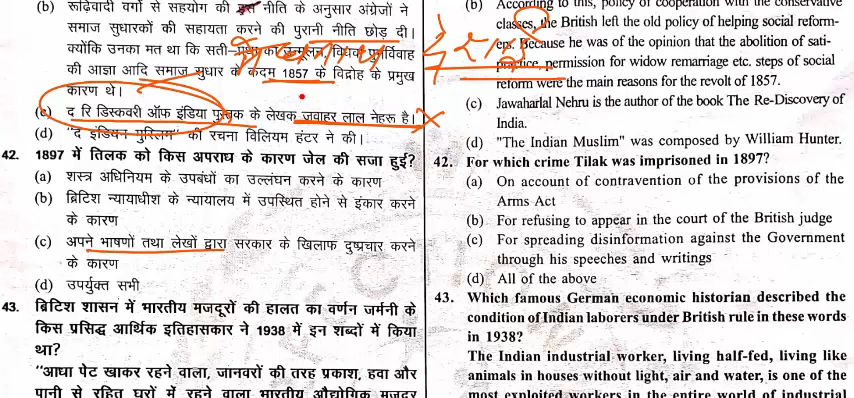 (b) रूढ़िवादी वर्गों से सहयोग की इस नीति के अनुसार अंग्रेजों ने
समाज सुधारकों की सहायता करने की पुरानी नीति छोड़ दी।
क्योंकि उनका मत था कि सती-प्रथा का उन्मूलन, विधवा पुनर्विवाह
की आज्ञा आदि समाज सुधार के कदम 1857 के विद्रोह के प्रमुख
कारण थे।
(c) द रि डिस्कवरी ऑफ इंडिया पुस्तक के लेखक जवाहर लाल नेहरू है।
(d) "द इंडियन मुस्लिम" की रचना विलियम हंटर ने की।
42. 1897 में तिलक को किस अपराध के कारण जेल की सजा हुई?
(a) शस्त्र अधिनियम के उपबंधों का उल्लंघन करने के कारण
(b) ब्रिटिश न्यायाधीश के न्यायालय में उपस्थित होने से इंकार करने
के कारण
(c) अपने भाषणों तथा लेखों द्वारा सरकार के खिलाफ दुष्प्रचार करने
के कारण
(d) उपर्युक्त सभी
43. ब्रिटिश शासन में भारतीय मजदूरों की हालत का वर्णन जर्मनी के
किस प्रसिद्ध आर्थिक इतिहासकार ने 1938 में इन शब्दों में किया
था?
"आधा पेट खाकर रहने वाला, जानवरों की तरह प्रकाश, हवा और
पानी से रहित घरों में रहने वाला भारतीय औद्योगिक मजदूर
(b) According to this, policy of cooperation with the conservative
classes, the British left the old policy of helping social reform-
ers. Because he was of the opinion that the abolition of sati-
practice, permission for widow remarriage etc. steps of social
reform were the main reasons for the revolt of 1857.
(c) Jawaharlal Nehru is the author of the book The Re-Discovery of
India.
(d) "The Indian Muslim" was composed by William Hunter.
42. For which crime Tilak was imprisoned in 1897?
(a) On account of contravention of the provisions of the
Arms Act
(b) For refusing to appear in the court of the British judge
(c) For spreading disinformation against the Government
through his speeches and writings
(d) All of the above
43. Which famous German economic historian described the
condition of Indian laborers under British rule in these words
in 1938?
The Indian industrial worker, living half-fed, living like
animals in houses without light, air and water, is one of the
most exploited workers in the entire world of industrial